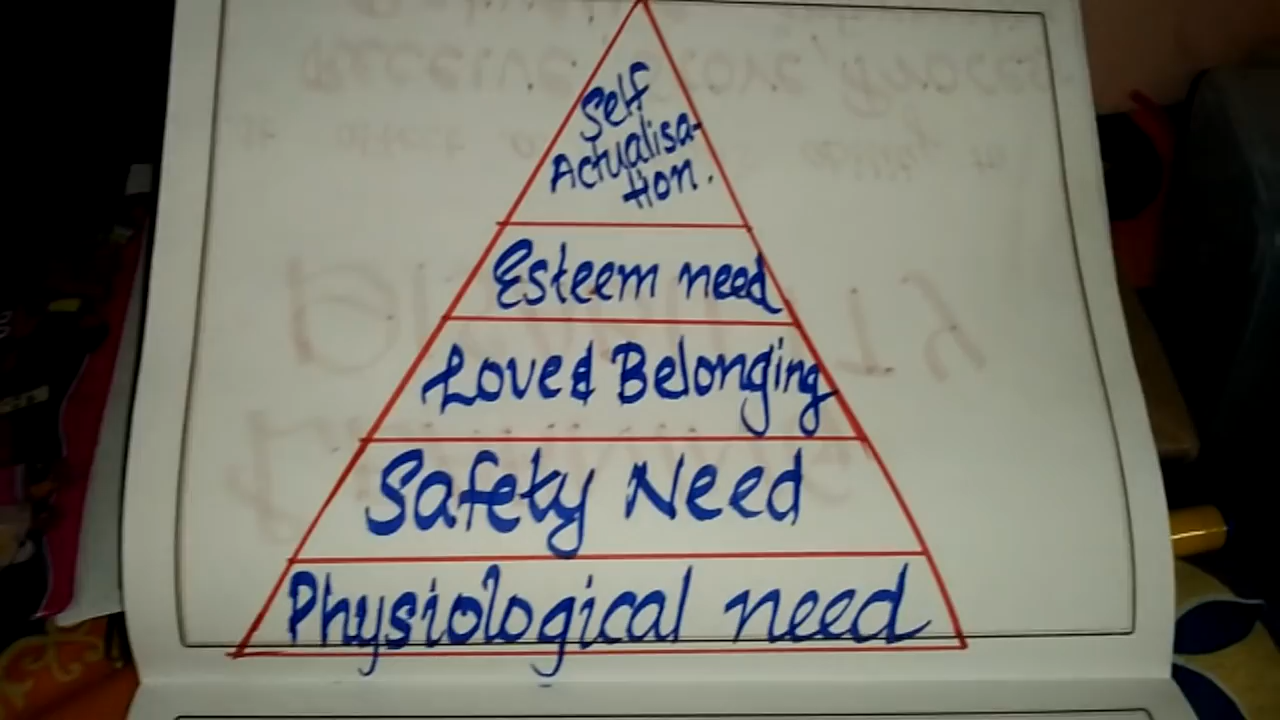 Self
Actualisa-
tion.
Esteem need
Love & Belonging
Safety Need
Physiological need